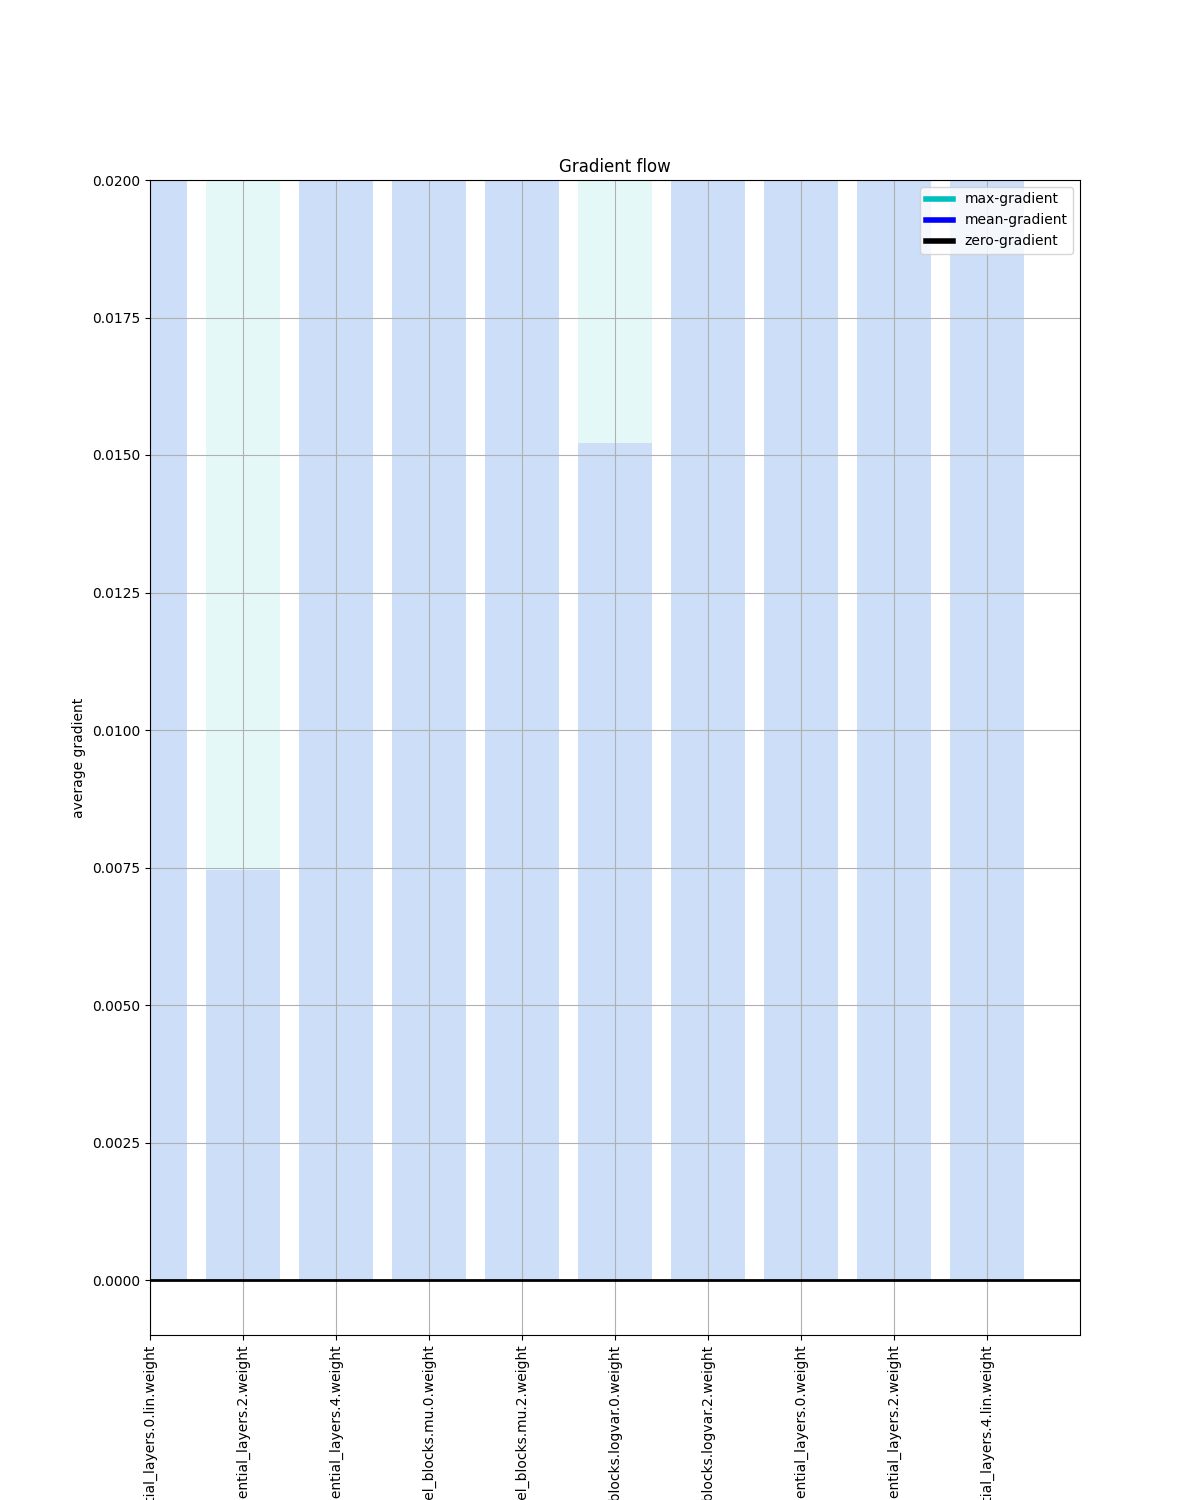 Gradient flow
max-gradient
mean-gradient
zero-gradient
0.0200
0.0175
0.0150
0.0125
0.0100
0.0075
0.0050
0.0025
0.0000
average gradient
tial_layers.0.lin.weight
ential_layers.2.weight
ential_layers.4.weight
el_blocks.mu.0.weight
el_blocks.mu.2.weight
blocks.logvar.0.weight
blocks.logvar.2.weight
ential_layers.0.weight
ential_layers.2.weight
tial_layers.4.lin.weight